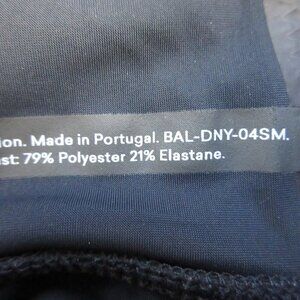 ion. Made in Portugal. BAL-DNY-04SM.
st: 79% Polyester 21% Elastane.